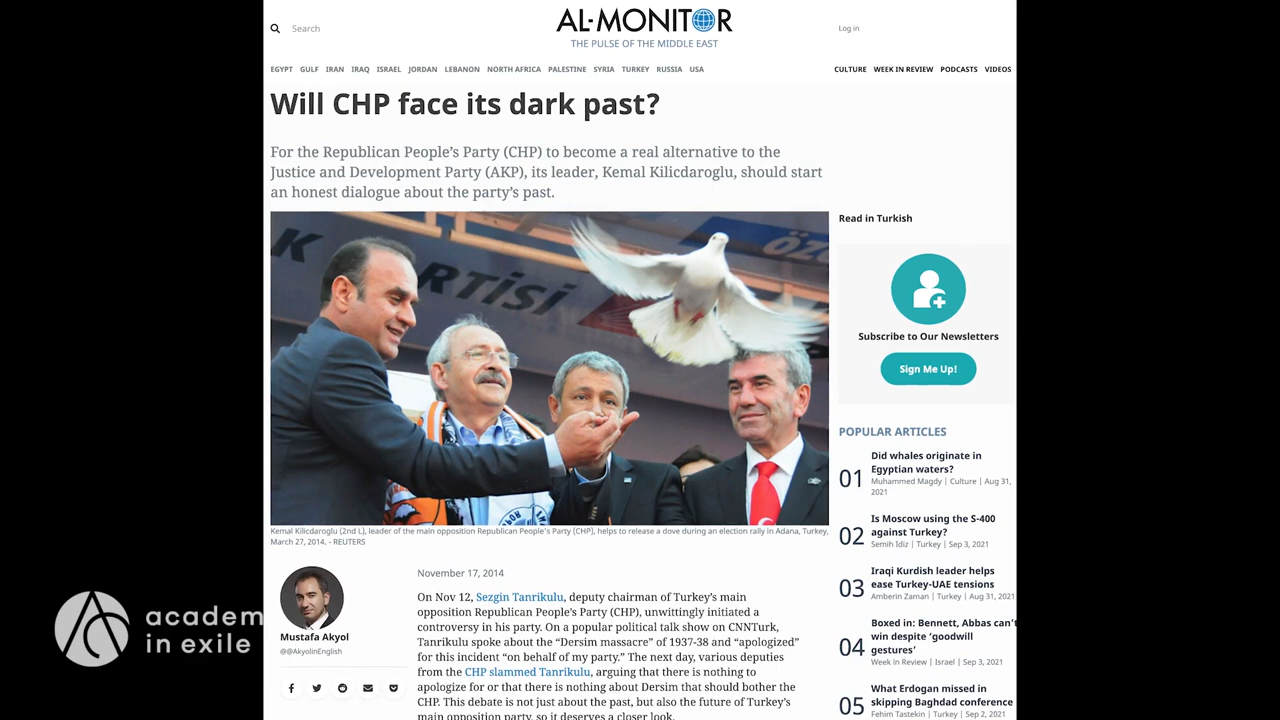 AL-MONITOR
Search
Log in
THE PULSE OF THE MIDDLE EAST
EGYPT GULF IRAN IRAQ ISRAEL JORDAN LEBANON NORTH AFRICA PALESTINE SYRIA TURKEY RUSSIA USA
CULTURE WEEK IN REVIEW PODCASTS VIDEOS
Will CHP face its dark past?
For the Republican People’s Party (CHP) to become a real alternative to the
Justice and Development Party (AKP), its leader, Kemal Kilicdaroglu, should start
an honest dialogue about the party’s past.
K
RTİSİ
ÖZ
Kemal Kilicdaroglu (2nd L), leader of the main opposition Republican People's Party (CHP), helps to release a dove during an election rally in Adana, Turkey,
March 27, 2014. - REUTERS
Mustafa Akyol
@@AkyolinEnglish
November 17, 2014
On Nov 12, Sezgin Tanrikulu, deputy chairman of Turkey’s main
opposition Republican People’s Party (CHP), unwittingly initiated a
controversy in his party. On a popular political talk show on CNNTurk,
Tanrikulu spoke about the “Dersim massacre” of 1937-38 and “apologized”
for this incident “on behalf of my party.” The next day, various deputies
from the CHP slammed Tanrikulu, arguing that there is nothing to
apologize for or that there is nothing about Dersim that should bother the
CHP. This debate is not just about the past, but also the future of Turkey’s
main opposition party, so it deserves a closer look.
Read in Turkish
Subscribe to Our Newsletters
Sign Me Up!
POPULAR ARTICLES
01
Did whales originate in
Egyptian waters?
Muhammed Magdy | Culture | Aug 31,
2021
02
Is Moscow using the S-400
against Turkey?
Semih Idiz | Turkey | Sep 3, 2021
03
Iraqi Kurdish leader helps
ease Turkey-UAE tensions
Amberin Zaman | Turkey | Aug 31, 2021
04
Boxed in: Bennett, Abbas can't
win despite ‘goodwill
gestures’
Week in Review | Israel | Sep 3, 2021
05
What Erdogan missed in
skipping Baghdad conference
Fehim Tastekin | Turkey | Sep 2, 2021
academ
in exile